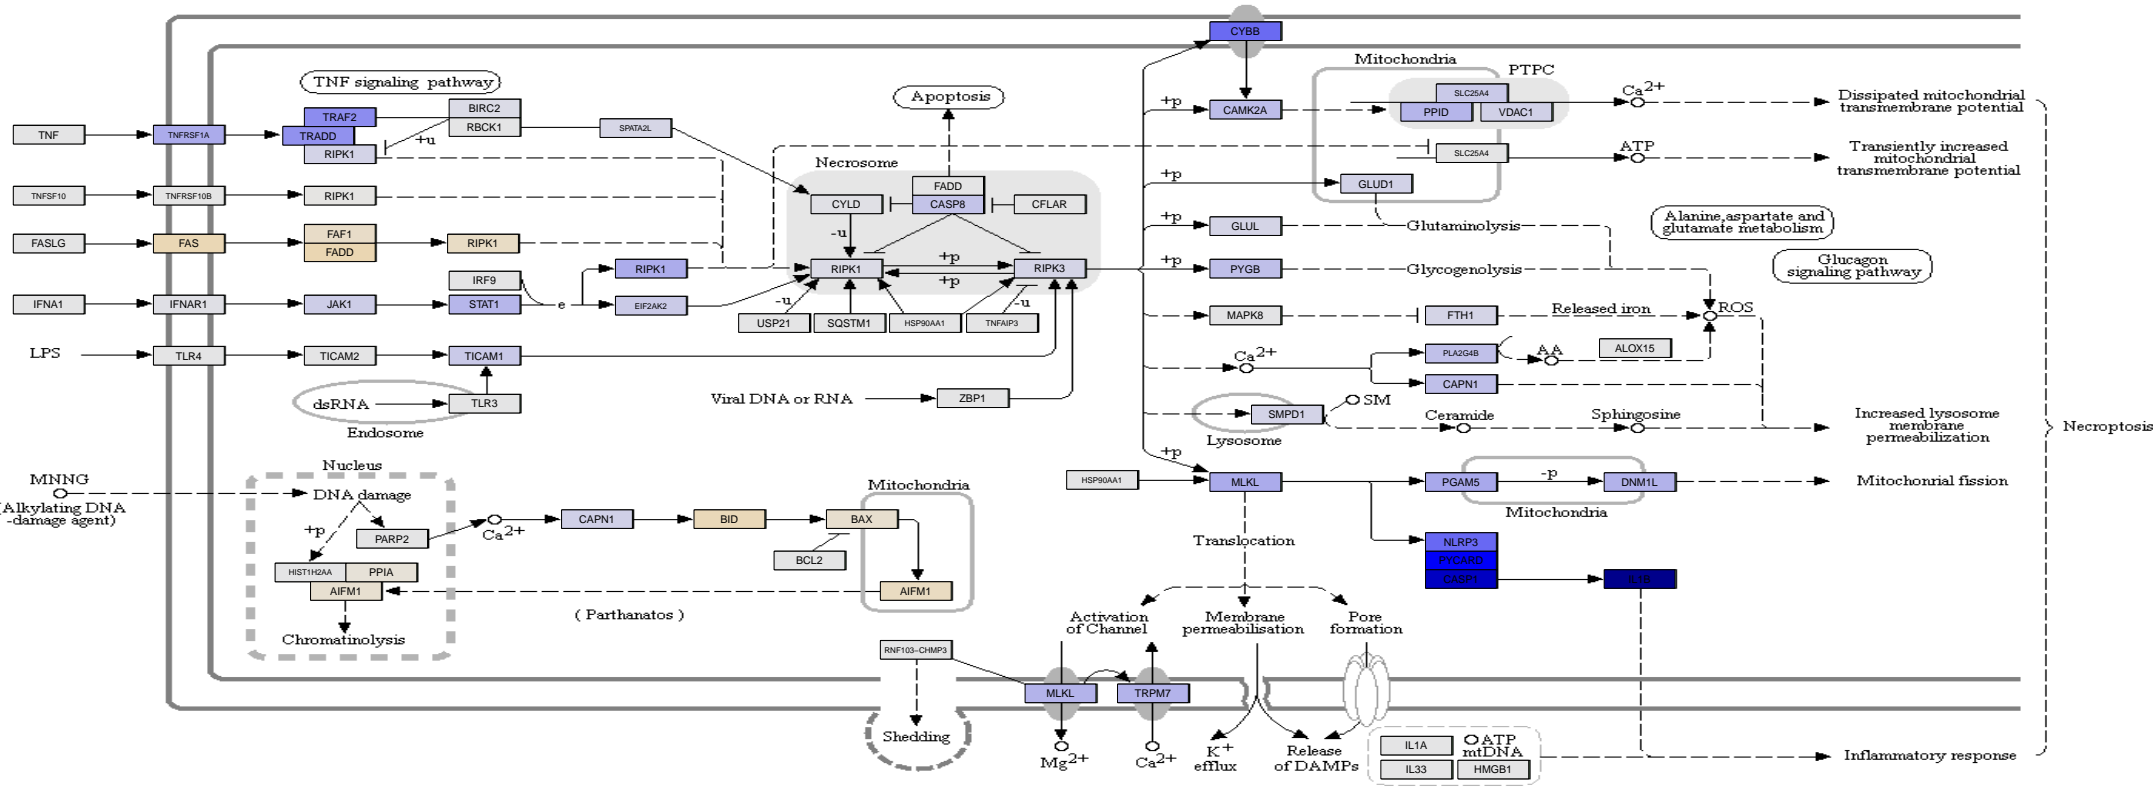 CYBB
TNF signaling pathway
Apoptosis
Mitochondria
PTPC
SLC25A4
PPID
VDAC1
Ca2+
Dissipated mitochondrial
transmembrane potential
+p
CAMK2A
TRAF2
TRADD
RIPK1
BIRC2
RBCK1
+u
SPATA2L
TNF
TNFRSF1A
Necrosome
SLC25A4
ATP
Transiently increased
mitochondrial
transmembrane potential
TNFSF10
TNFRSF10B
RIPK1
CYLD
FADD
CASP8
CFLAR
+p
GLUD1
FASLG
FAS
FAF1
FADD
RIPK1
-u
+p
GLUL
Glutaminolysis
Alanine,aspartate and
glutamate metabolism
RIPK1
RIPK1
+p
+p
RIPK3
+p
PYGB
Glycogenolysis
Glucagon
signaling pathway
IRF9
IFNA1
IFNAR1
JAK1
STAT1
e
EIF2AK2
-u
-u
USP21
SQSTM1
HSP90AA1
TNFAIP3
MAPK8
FTH1
Released iron
ROS
LPS
TLR4
TICAM2
TICAM1
Ca2+
PLA2G4B
AA
ALOX15
CAPN1
dsRNA
TLR3
Endosome
Viral DNA or RNA
ZBP1
SMPD1
SM
Lysosome
Ceramide
Sphingosine
Increased lysosome
membrane
permeabilization
Necroptosis
+p
HSP90AA1
MLKL
PGAM5
-p
DNM1L
Mitochonrial fission
Mitochondria
Nucleus
MNNG
(Alkylating DNA
-damage agent)
DNA damage
+p
PARP2
Ca2+
CAPN1
BID
Mitochondria
BAX
BCL2
HIST1H2AA
PPIA
AIFM1
AIFM1
( Parthanatos )
Chromatinolysis
Translocation
NLRP3
PYCARD
CASP1
IL1B
Activation
of Channel
Membrane
permeabilisation
Pore
formation
RNF103-CHMP3
MLKL
TRPM7
Shedding
Mg2+
Ca2+
K+
efflux
Release
of DAMPs
IL1A
ATP
mtDNA
IL33
HMGB1
Inflammatory response